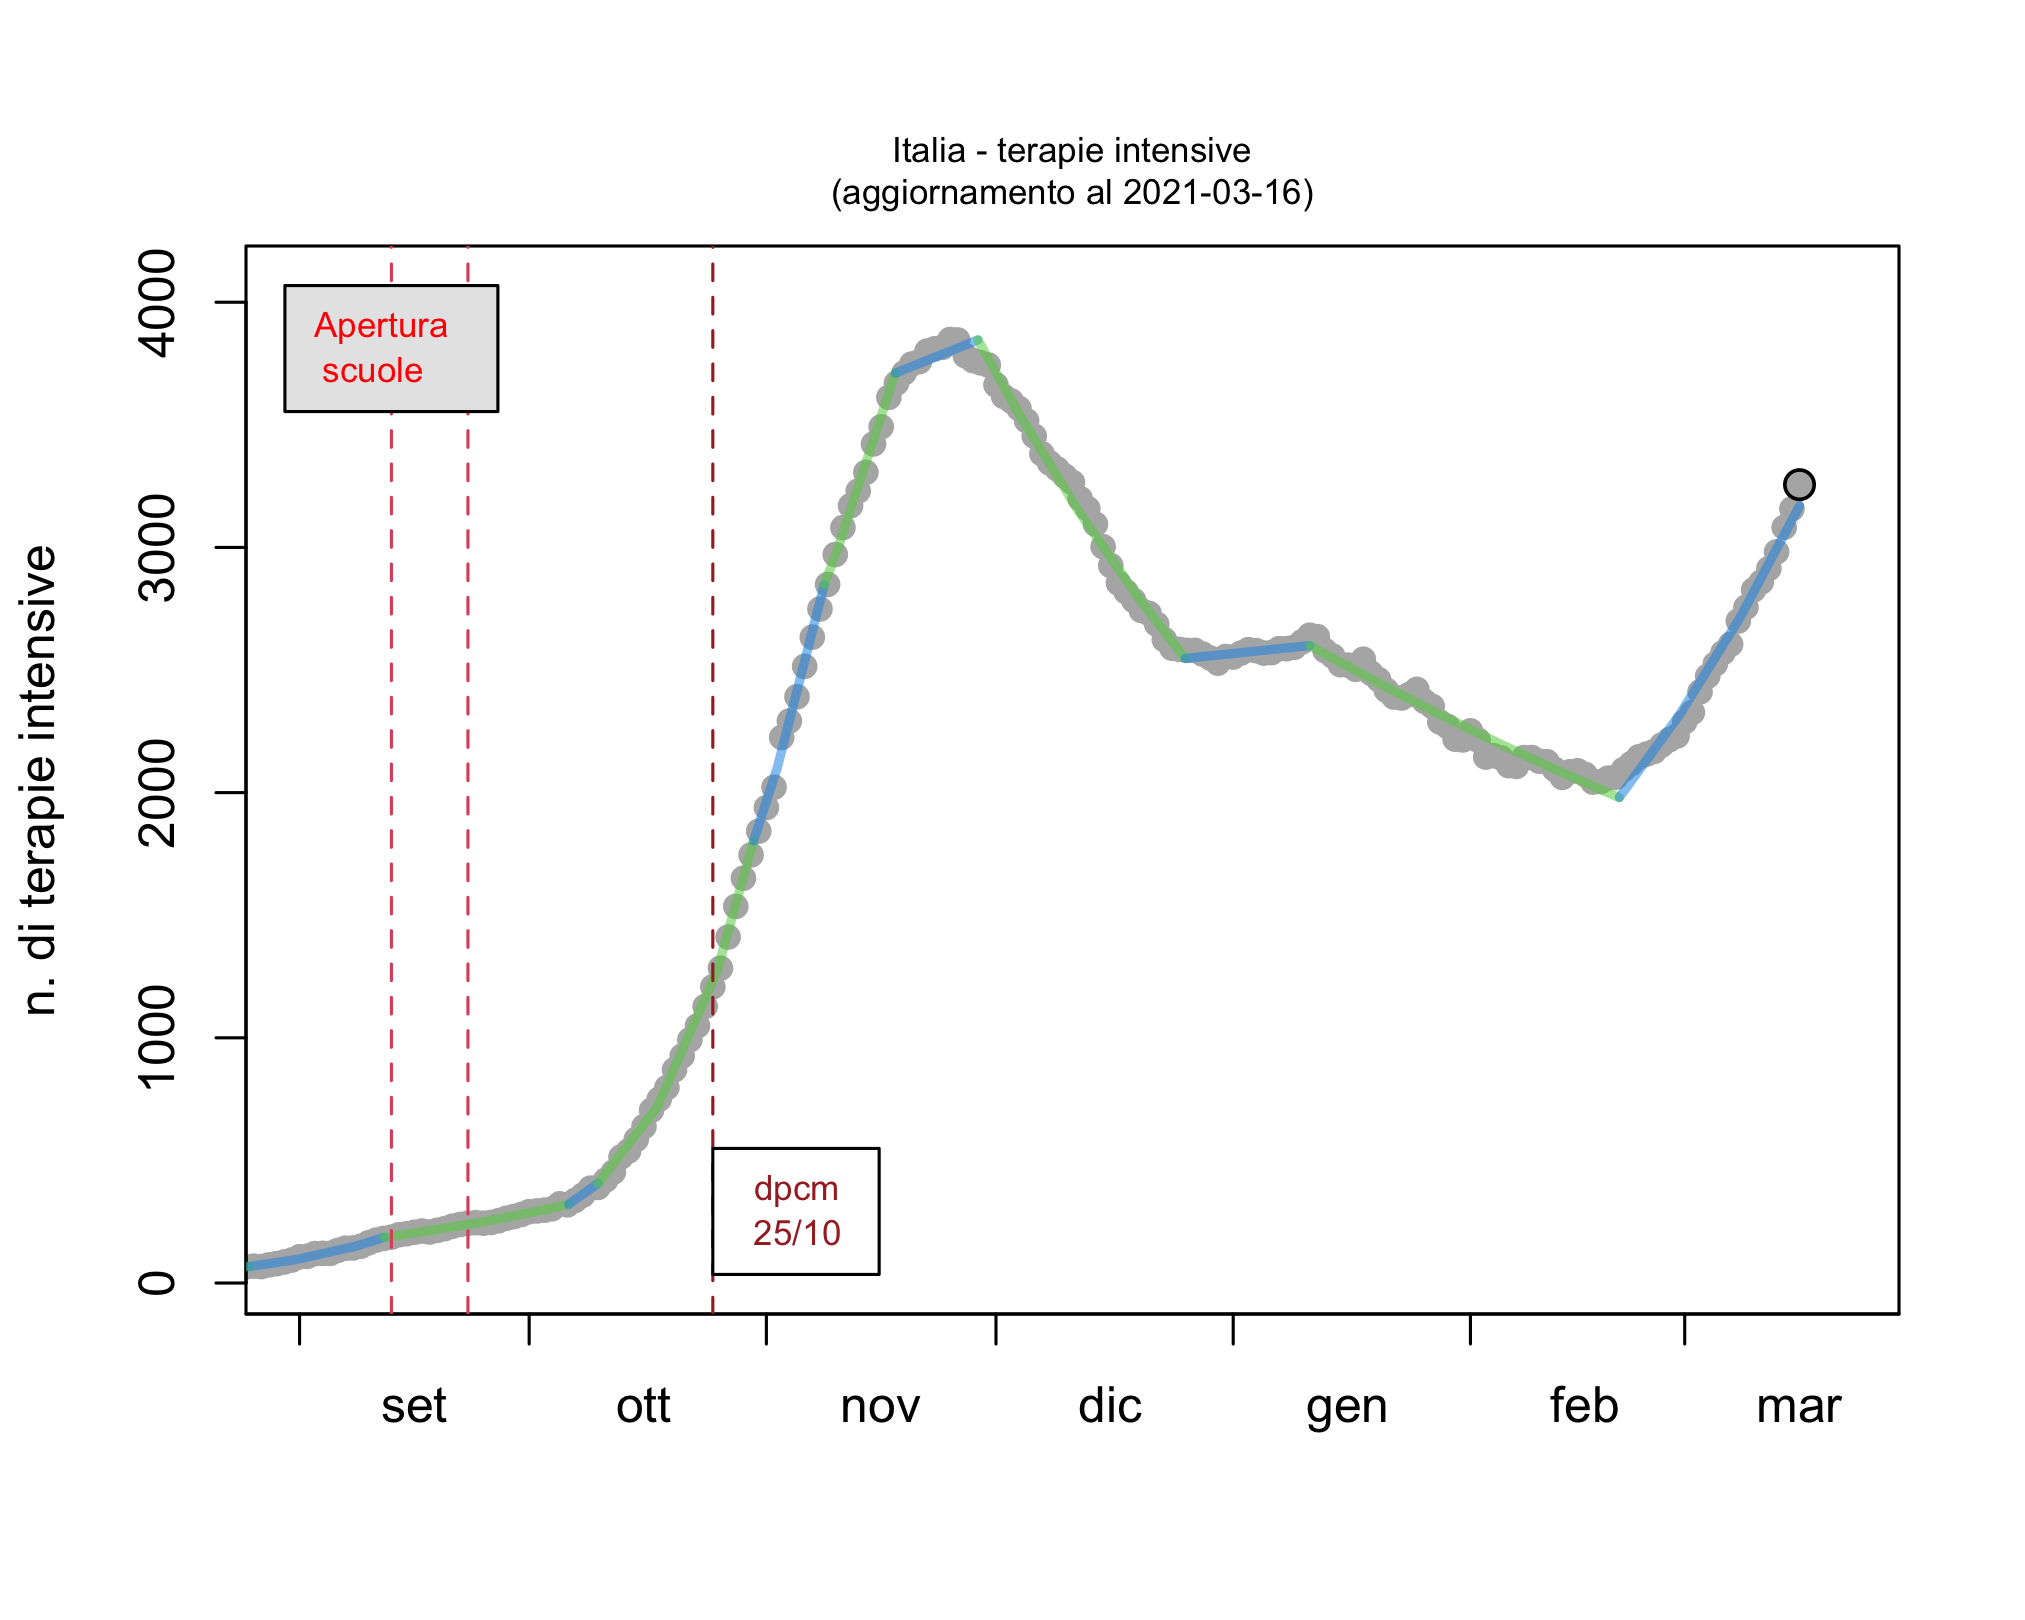 Italia - terapie intensive
(aggiornamento al 2021-03-16)
n. di terapie intensive
4000
3000
2000
1000
0
Apertura
scuole
dpcm
25/10
set ott nov dic gen feb mar